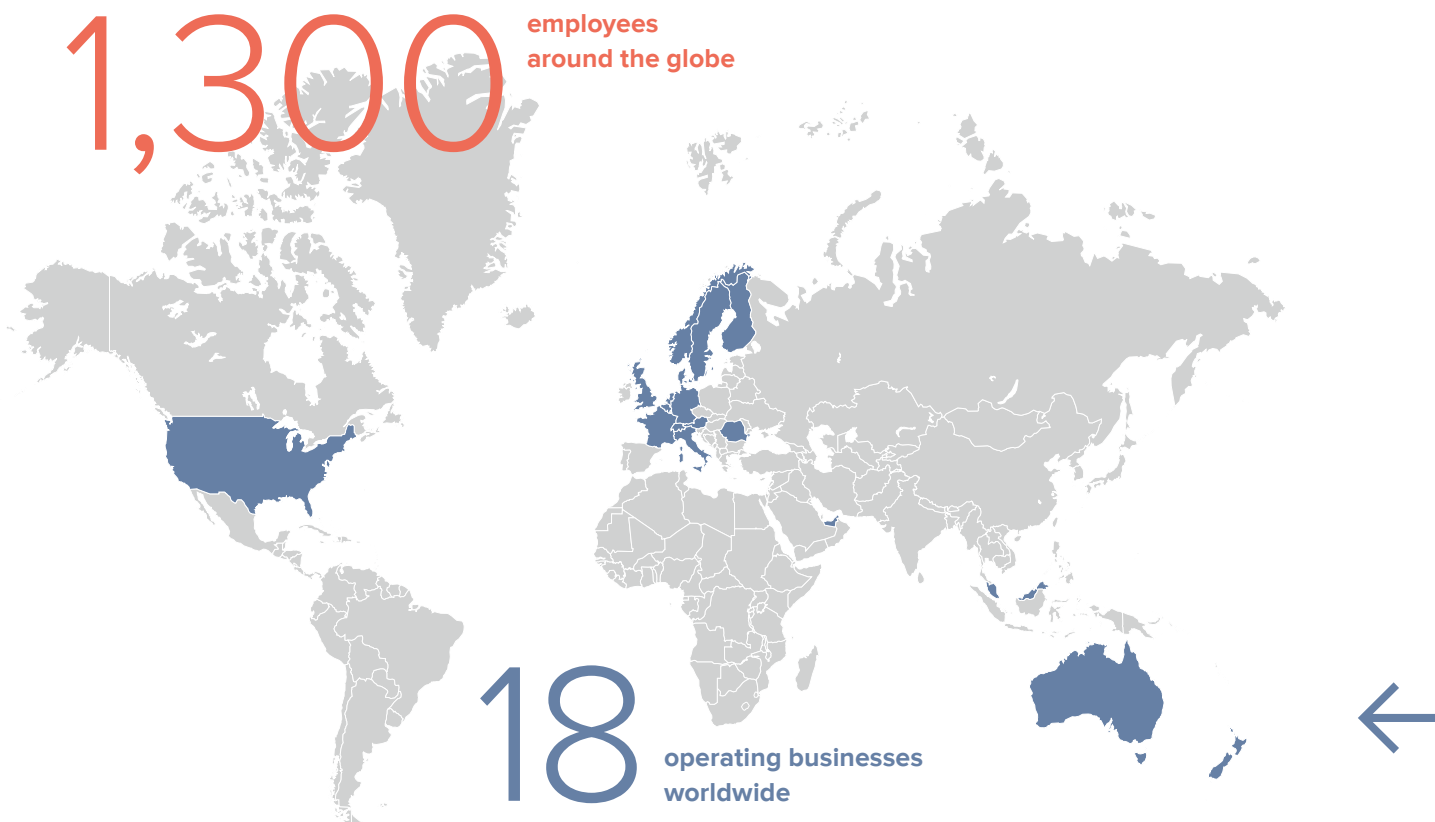 1,300
employees
around the globe
18
operating businesses
worldwide